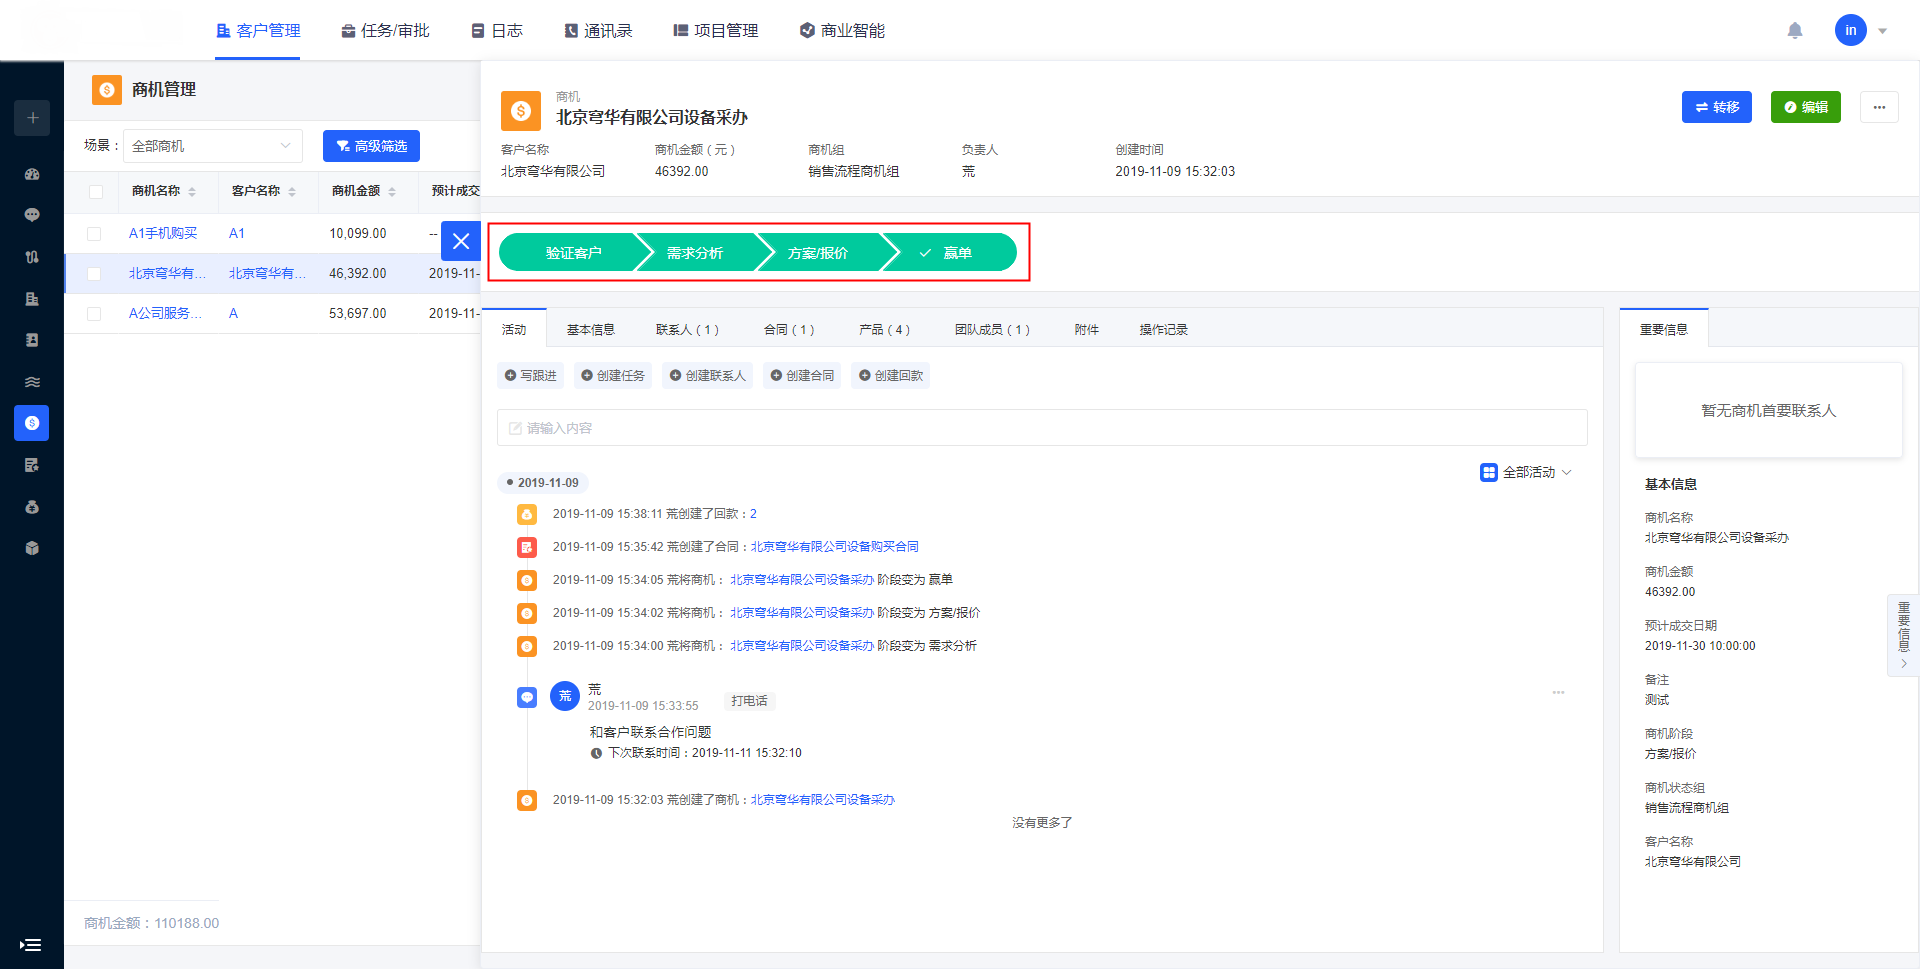 客户管理
任务/审批
日志
通讯录
项目管理
商业智能
in
商机管理
场景：
全部商机
高级筛选
商机名称
客户名称
商机金额
预计成交
A1手机购买
A1
10,099.00
--
北京穹华有...
北京穹华有...
46,392.00
2019-11-
A公司服务...
A
53,697.00
2019-11-
商机金额：110188.00
商机
北京穹华有限公司设备采办
转移
编辑
客户名称
商机金额（元）
商机组
负责人
创建时间
北京穹华有限公司
46392.00
销售流程商机组
荒
2019-11-09 15:32:03
验证客户
需求分析
方案/报价
赢单
活动
基本信息
联系人（1）
合同（1）
产品（4）
团队成员（1）
附件
操作记录
写跟进
创建任务
创建联系人
创建合同
创建回款
请输入内容
2019-11-09
全部活动
2019-11-09 15:38:11 荒创建了回款：2
2019-11-09 15:35:42 荒创建了合同：北京穹华有限公司设备购买合同
2019-11-09 15:34:05 荒将商机： 北京穹华有限公司设备采办 阶段变为 赢单
2019-11-09 15:34:02 荒将商机： 北京穹华有限公司设备采办 阶段变为 方案/报价
2019-11-09 15:34:00 荒将商机： 北京穹华有限公司设备采办 阶段变为 需求分析
荒
荒
2019-11-09 15:33:55
打电话
和客户联系合作问题
下次联系时间：2019-11-11 15:32:10
2019-11-09 15:32:03 荒创建了商机：北京穹华有限公司设备采办
没有更多了
重要信息
暂无商机首要联系人
基本信息
商机名称
北京穹华有限公司设备采办
商机金额
46392.00
预计成交日期
2019-11-30 10:00:00
备注
测试
商机阶段
方案/报价
商机状态组
销售流程商机组
客户名称
北京穹华有限公司
重要信息